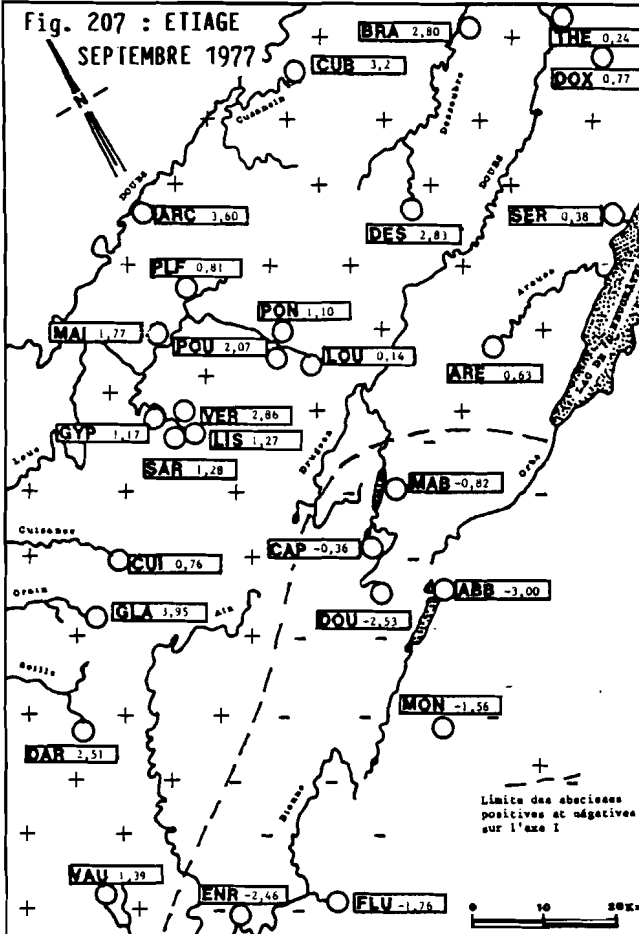 Fig. 207 : ETIAGE
SEPTEMBRE 1977
N
BRA 2,80
THE 0,24
CUB 3,2
DOX 0,77
Cusancin
Dessoubre
DOUBS
DOUBS
ARC 3,60
DES 2,83
SER 0,38
PLF 0,81
Areuse
PON 1,10
MAI 1,77
POU 2,07
LOU 0,14
ARE 0,63
LAC DE
VER 2,86
GYP 1,17
LIS 1,27
SAR 1,28
Drugeon
Loue
Orbe
MAB -0,82
Cuisance
CAP -0,36
CUI 0,76
ABB -3,00
Orain
GLA 3,95
Ain
DOU -2,53
Seille
MON -1,56
DAR 2,51
Limite des abscisses
positives et négatives
sur l'axe I
Bienne
VAU 1,39
ENR -2,46
FLU -1,76
0 10 20K